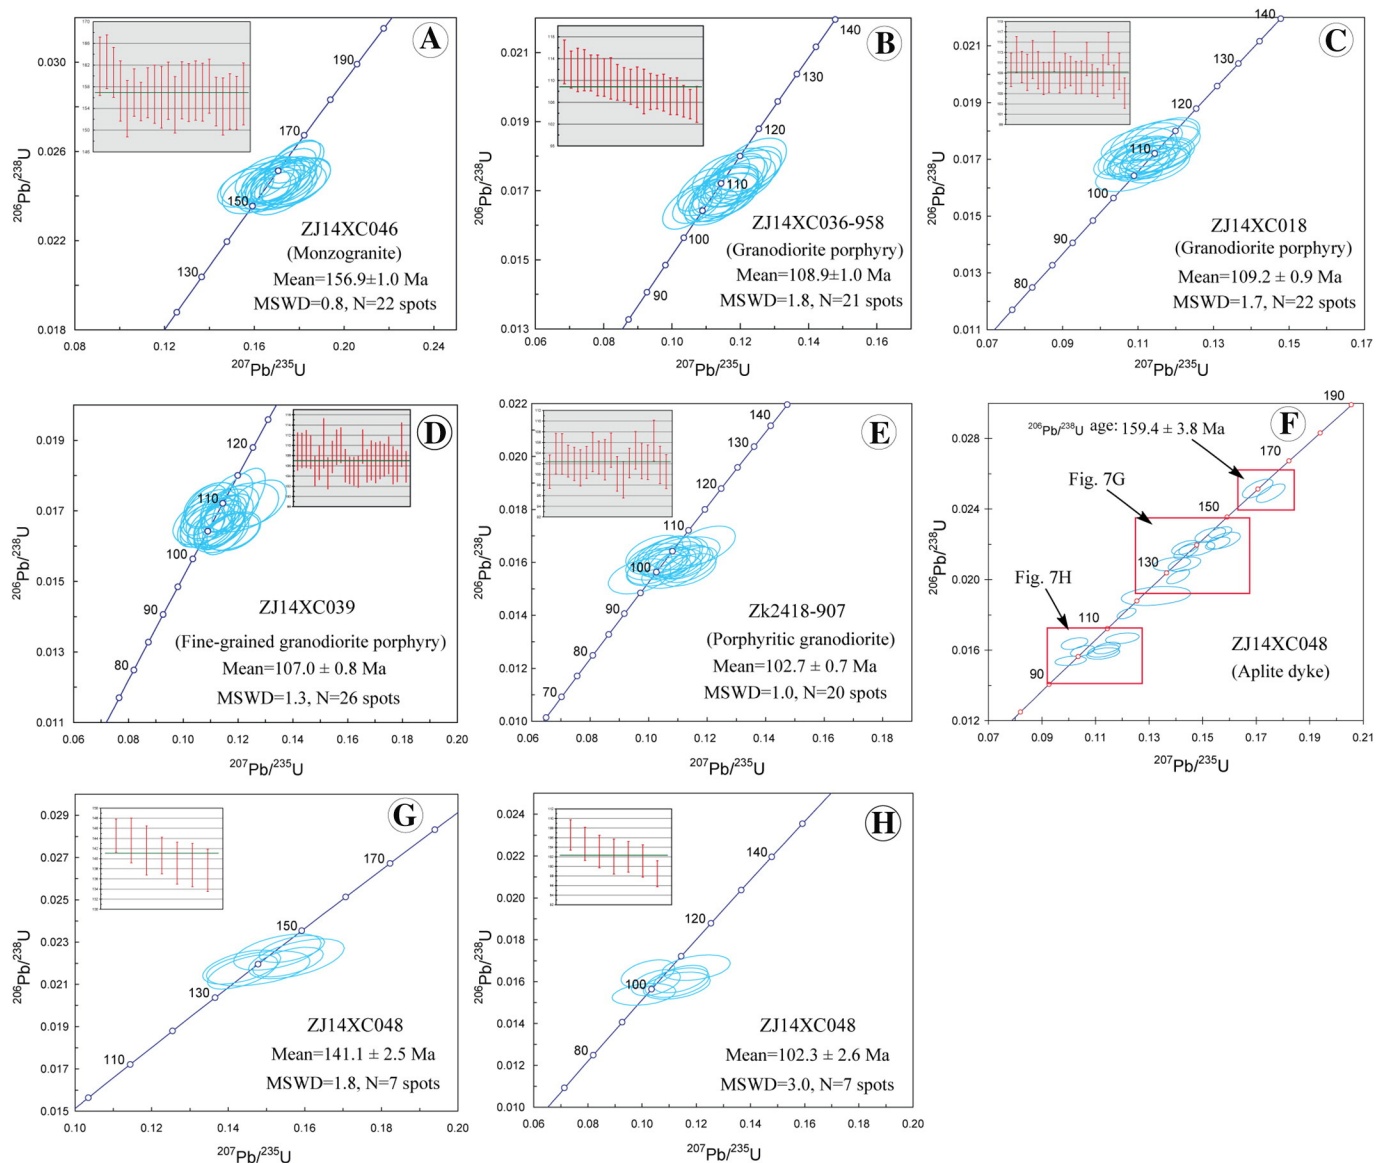 A
0.030
0.026
0.022
0.018
0.08
0.12
0.16
0.20
0.24
190
170
150
130
206Pb/238U
207Pb/235U
ZJ14XC046
(Monzogranite)
Mean=156.9±1.0 Ma
MSWD=0.8, N=22 spots
B
0.021
0.019
0.017
0.015
0.013
0.06
0.08
0.10
0.12
0.14
0.16
140
130
120
110
100
90
206Pb/238U
207Pb/235U
ZJ14XC036-958
(Granodiorite porphyry)
Mean=108.9±1.0 Ma
MSWD=1.8, N=21 spots
C
0.021
0.019
0.017
0.015
0.013
0.011
0.07
0.09
0.11
0.13
0.15
0.17
140
130
120
110
100
90
80
206Pb/238U
207Pb/235U
ZJ14XC018
(Granodiorite porphyry)
Mean=109.2 ± 0.9 Ma
MSWD=1.7, N=22 spots
D
0.019
0.017
0.015
0.013
0.011
0.06
0.08
0.10
0.12
0.14
0.16
0.18
0.20
120
110
100
90
80
206Pb/238U
207Pb/235U
ZJ14XC039
(Fine-grained granodiorite porphyry)
Mean=107.0 ± 0.8 Ma
MSWD=1.3, N=26 spots
E
0.022
0.020
0.018
0.016
0.014
0.012
0.010
0.06
0.08
0.10
0.12
0.14
0.16
0.18
0.20
140
130
120
110
100
90
80
70
206Pb/238U
207Pb/235U
Zk2418-907
(Porphyritic granodiorite)
Mean=102.7 ± 0.7 Ma
MSWD=1.0, N=20 spots
F
0.028
0.024
0.020
0.016
0.012
0.07
0.09
0.11
0.13
0.15
0.17
0.19
0.21
190
170
150
130
110
90
206Pb/238U
207Pb/235U
206Pb/238U age: 159.4 ± 3.8 Ma
Fig. 7G
Fig. 7H
ZJ14XC048
(Aplite dyke)
G
0.029
0.027
0.025
0.023
0.021
0.019
0.017
0.015
0.10
0.12
0.14
0.16
0.18
0.20
170
150
130
110
206Pb/238U
207Pb/235U
ZJ14XC048
Mean=141.1 ± 2.5 Ma
MSWD=1.8, N=7 spots
H
0.024
0.022
0.020
0.018
0.016
0.014
0.012
0.010
0.06
0.08
0.10
0.12
0.14
0.16
0.18
0.20
140
120
100
80
206Pb/238U
207Pb/235U
ZJ14XC048
Mean=102.3 ± 2.6 Ma
MSWD=3.0, N=7 spots